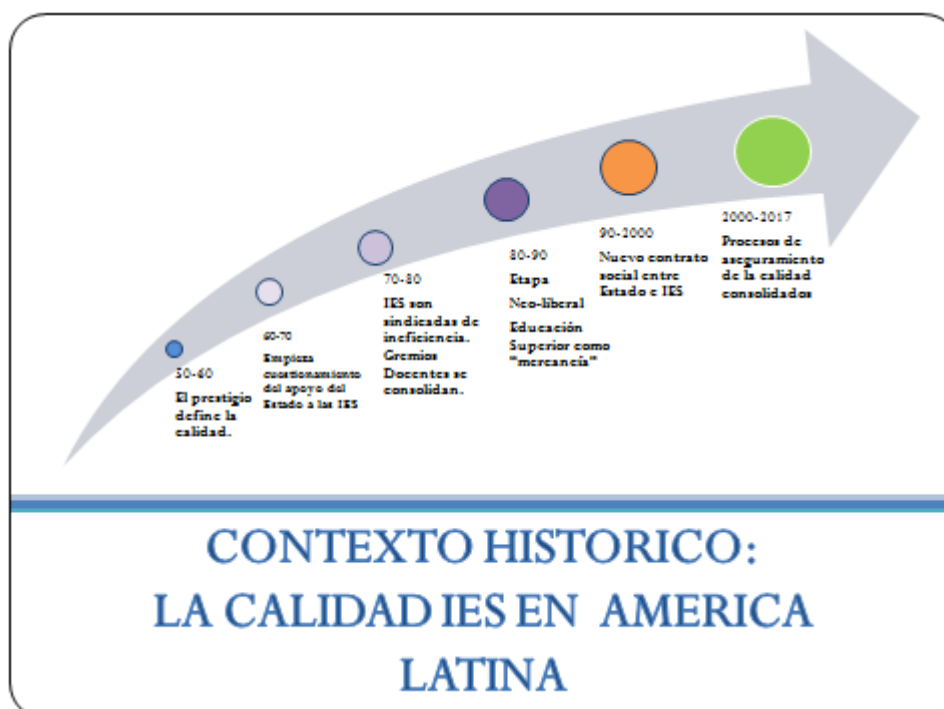 50-60
El prestigio
define la
calidad.
60-70
Empieza
cuestionamiento
del apoyo del
Estado a las IES
70-80
IES son
sindicadas de
ineficiencia.
Gremios
Docentes se
consolidan.
80-90
Etapa
Neo-liberal
Educación
Superior como
"mercancía"
90-2000
Nuevo contrato
social entre
Estado e IES
2000-2017
Procesos de
aseguramiento
de la calidad
consolidados
CONTEXTO HISTORICO:
LA CALIDAD IES EN AMERICA
LATINA